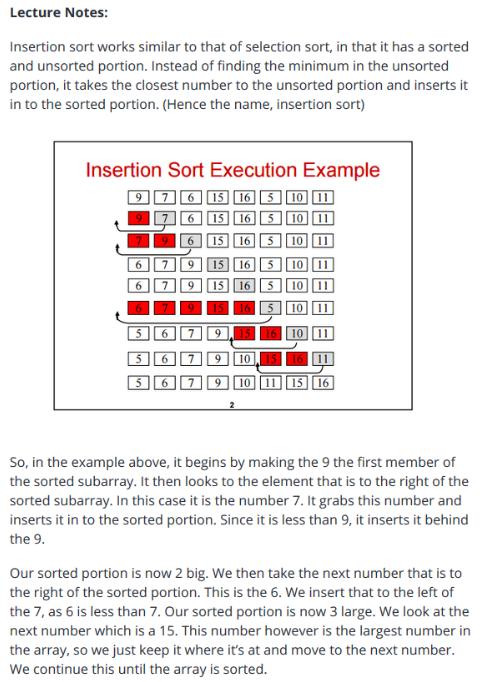 Lecture Notes:
Insertion sort works similar to that of selection sort, in that it has a sorted
and unsorted portion. Instead of finding the minimum in the unsorted
portion, it takes the closest number to the unsorted portion and inserts it
in to the sorted portion. (Hence the name, insertion sort)
Insertion Sort Execution Example
9 7 6 15 16 5 10 11
9 7 6 15 16 5 10 11
7 9 6 15 16 5 10 11
6 7 9 15 16 5 10 11
6 7 9 15 16 5 10 11
6 7 9 15 16 5 10 11
5 6 7 9 15 16 10 11
5 6 7 9 10 15 16 11
5 6 7 9 10 11 15 16
2
So, in the example above, it begins by making the 9 the first member of
the sorted subarray. It then looks to the element that is to the right of the
sorted subarray. In this case it is the number 7. It grabs this number and
inserts it in to the sorted portion. Since it is less than 9, it inserts it behind
the 9.
Our sorted portion is now 2 big. We then take the next number that is to
the right of the sorted portion. This is the 6. We insert that to the left of
the 7, as 6 is less than 7. Our sorted portion is now 3 large. We look at the
next number which is a 15. This number however is the largest number in
the array, so we just keep it where it's at and move to the next number.
We continue this until the array is sorted.